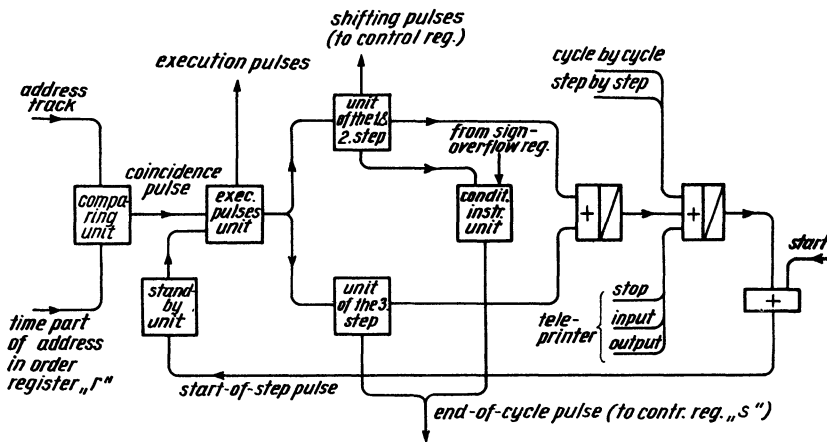 shifting pulses
(to control reg.)
execution pulses
cycle by cycle
step by step
address
track
unit
of the 1&
2. step
from sign-
overflow reg.
coincidence
pulse
compa-
ring
unit
exec.
pulses
unit
condit.
instr.
unit
+
+
start
stand-
by
unit
unit
of the 3.
step
stop
input
output
tele-
printer
+
time part
of address
in order
register „r"
start-of-step pulse
end-of-cycle pulse (to contr. reg. „s")